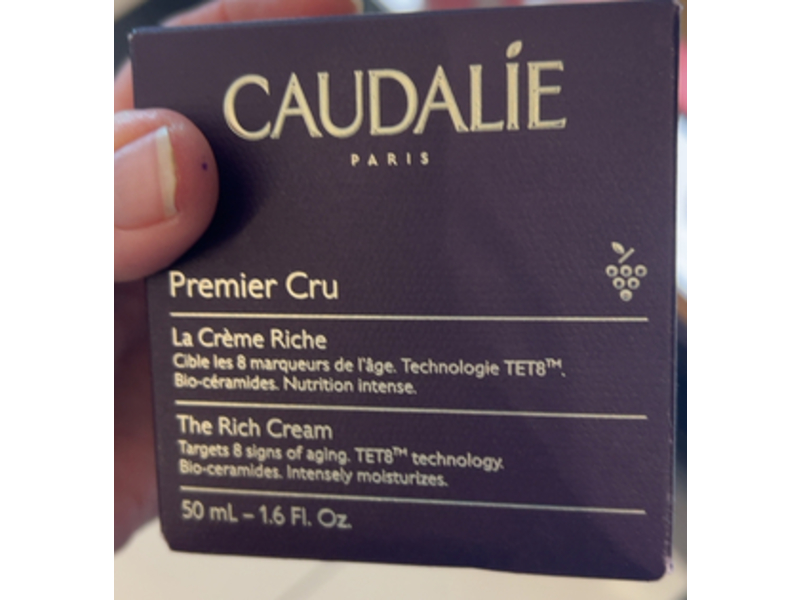 CAUDALÍE
PARIS
Premier Cru
La Crème Riche
Cible les 8 marqueurs de l'âge. Technologie TET8™.
Bio-céramides. Nutrition intense.
The Rich Cream
Targets 8 signs of aging. TET8™ technology.
Bio-ceramides. Intensely moisturizes.
50 mL – 1.6 Fl. Oz.